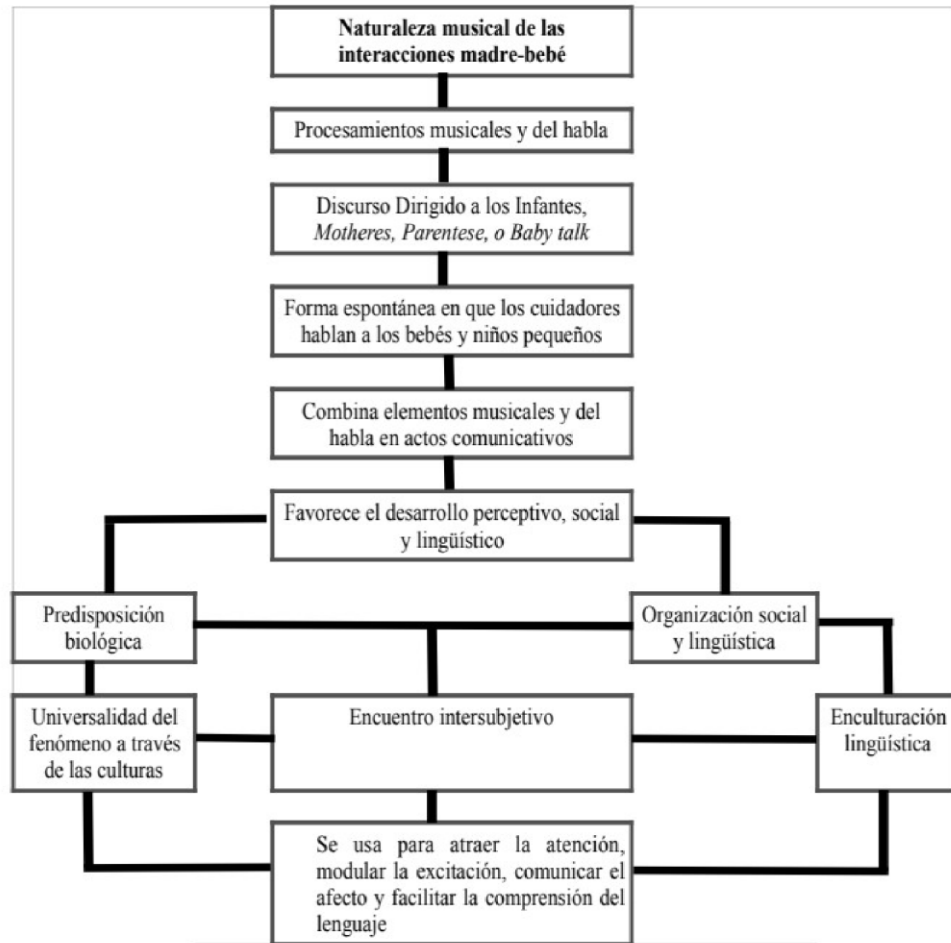 Naturaleza musical de las
interacciones madre-bebé
Procesamientos musicales y del habla
Discurso Dirigido a los Infantes,
Motheres, Parentese, o Baby talk
Forma espontánea en que los cuidadores
hablan a los bebés y niños pequeños
Combina elementos musicales y del
habla en actos comunicativos
Favorece el desarrollo perceptivo, social
y lingüístico
Predisposición
biológica
Organización social
y lingüística
Universalidad del
fenómeno a través
de las culturas
Encuentro intersubjetivo
Enculturación
lingüística
Se usa para atraer la atención,
modular la excitación, comunicar el
afecto y facilitar la comprensión del
lenguaje